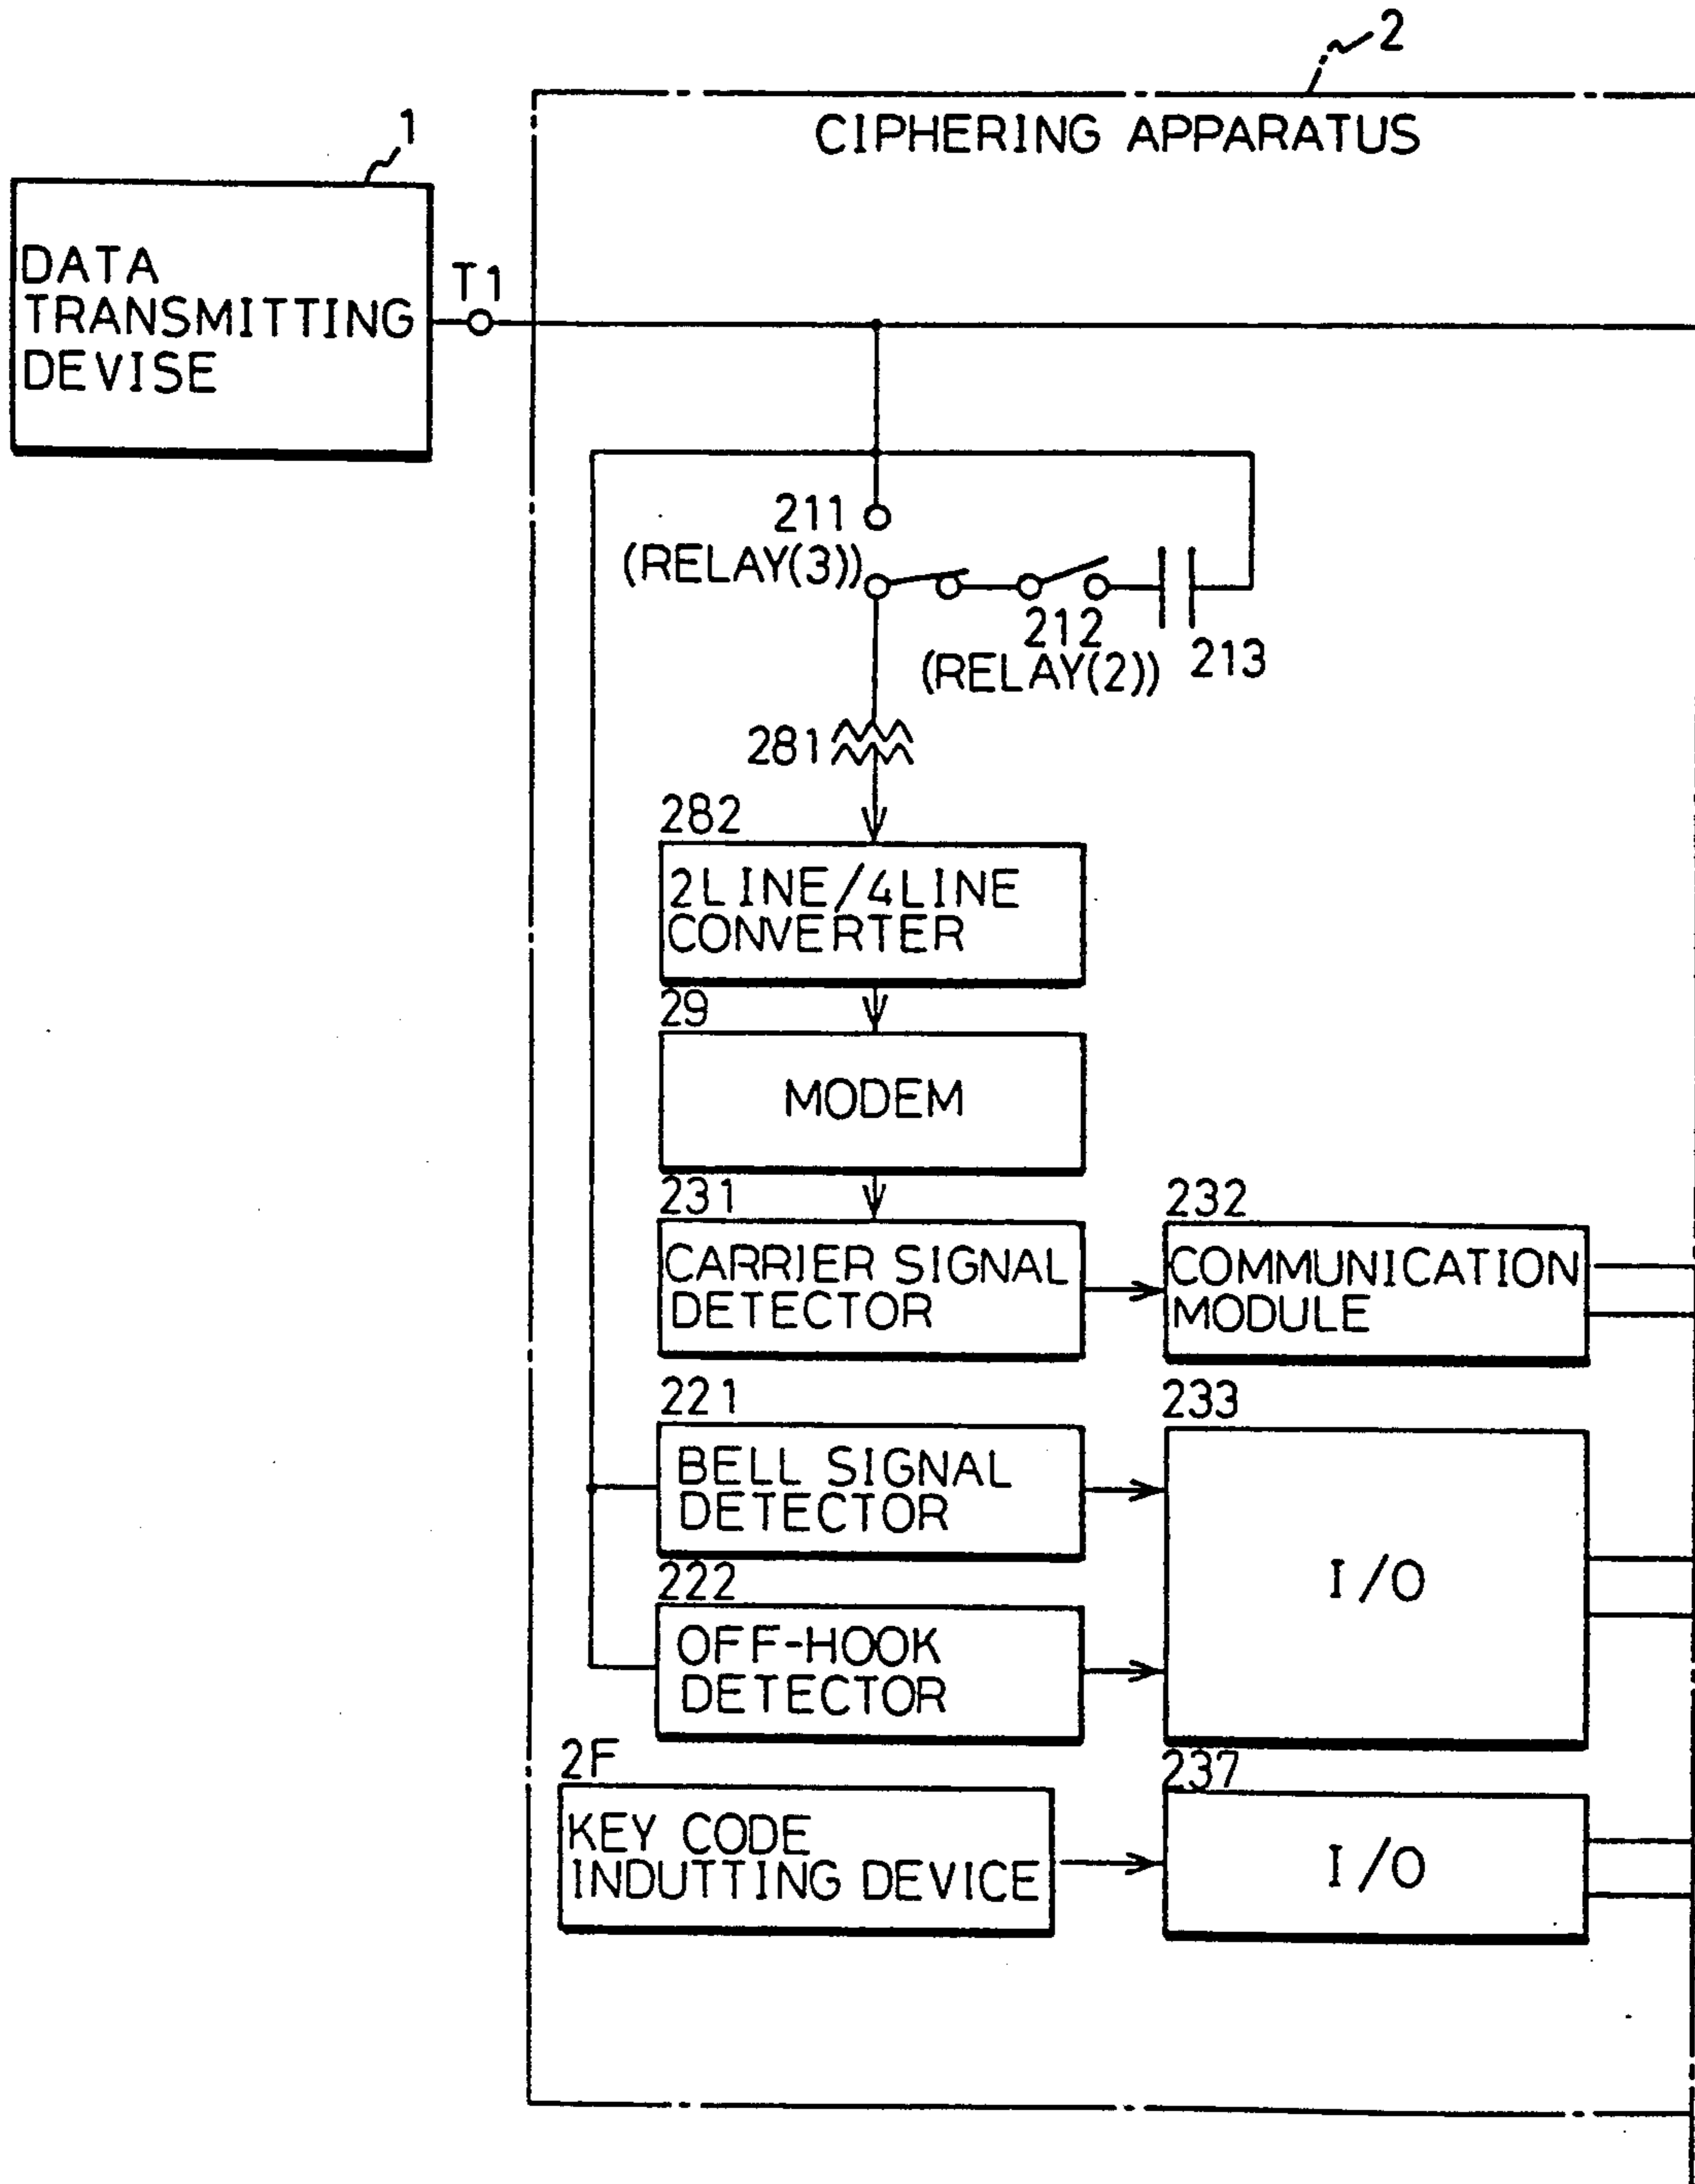 2
CIPHERING APPARATUS
1
DATA
TRANSMITTING
DEVISE
T1
211
(RELAY(3))
212
(RELAY(2))
213
281
282
2LINE/4LINE
CONVERTER
29
MODEM
231
CARRIER SIGNAL
DETECTOR
232
COMMUNICATION
MODULE
221
BELL SIGNAL
DETECTOR
233
I/O
222
OFF-HOOK
DETECTOR
2F
KEY CODE
INDUTTING DEVICE
237
I/O